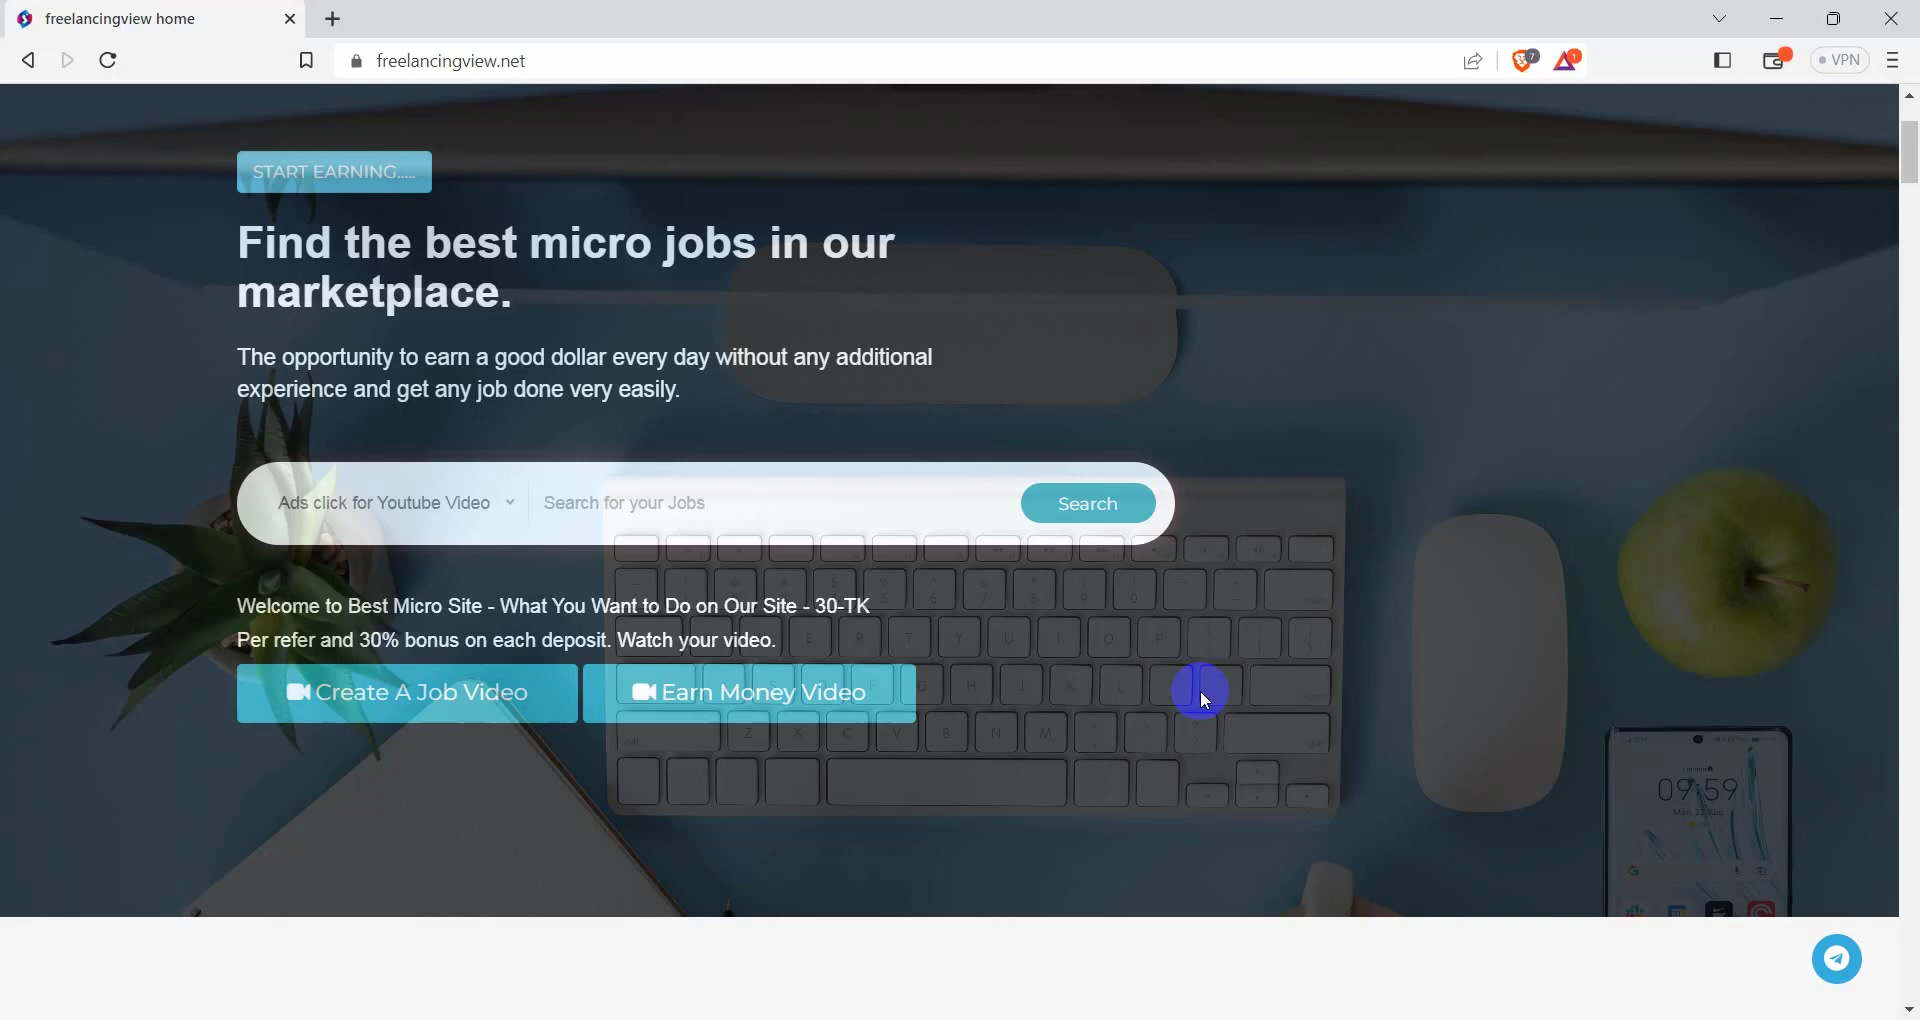 freelancingview home
freelancingview.net
7
1
VPN
START EARNING.....
Find the best micro jobs in our
marketplace.
The opportunity to earn a good dollar every day without any additional
experience and get any job done very easily.
Ads click for Youtube Video
Search for your Jobs
Search
Welcome to Best Micro Site - What You Want to Do on Our Site - 30-TK
Per refer and 30% bonus on each deposit. Watch your video.
Create A Job Video
Earn Money Video
09:59